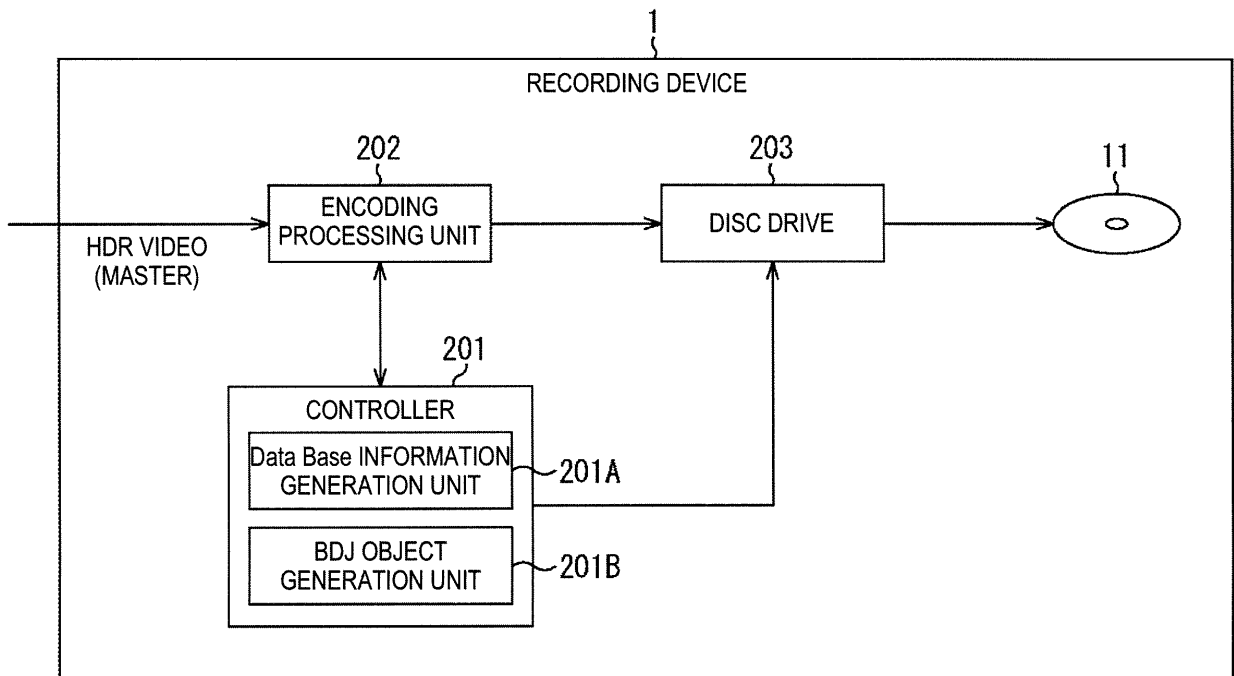 1
RECORDING DEVICE
202
203
11
ENCODING
PROCESSING UNIT
DISC DRIVE
HDR VIDEO
(MASTER)
201
CONTROLLER
Data Base INFORMATION
GENERATION UNIT
201A
BDJ OBJECT
GENERATION UNIT
201B